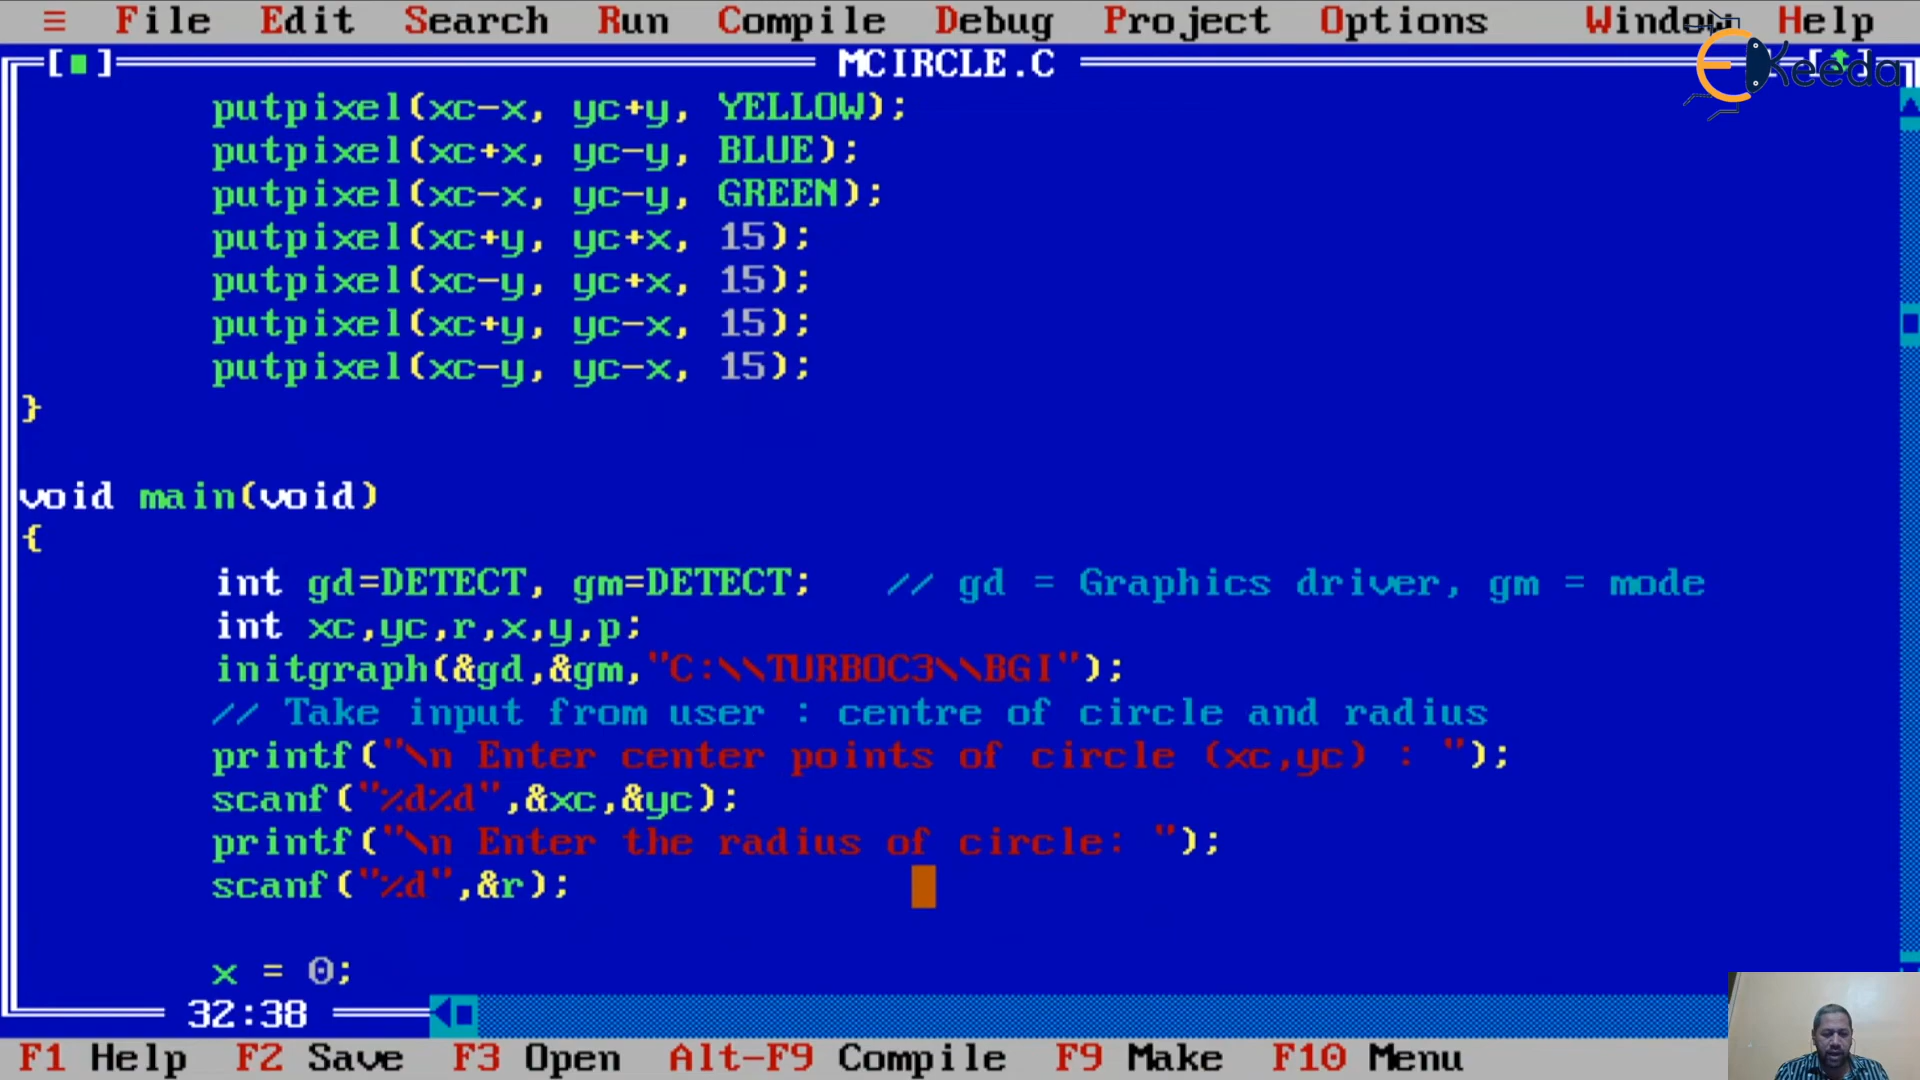 ≡ File Edit Search Run Compile Debug Project Options Window Help
[■] MCIRCLE.C [↑]
Keeda
putpixel(xc-x, yc+y, YELLOW);
putpixel(xc+x, yc-y, BLUE);
putpixel(xc-x, yc-y, GREEN);
putpixel(xc+y, yc+x, 15);
putpixel(xc-y, yc+x, 15);
putpixel(xc+y, yc-x, 15);
putpixel(xc-y, yc-x, 15);
}
void main(void)
{
int gd=DETECT, gm=DETECT; // gd = Graphics driver, gm = mode
int xc,yc,r,x,y,p;
initgraph(&gd,&gm,"C:\\TURBOC3\\BGI");
// Take input from user : centre of circle and radius
printf("\n Enter center points of circle (xc,yc) : ");
scanf("%d%d",&xc,&yc);
printf("\n Enter the radius of circle: ");
scanf("%d",&r);
x = 0;
32:38
F1 Help F2 Save F3 Open Alt-F9 Compile F9 Make F10 Menu